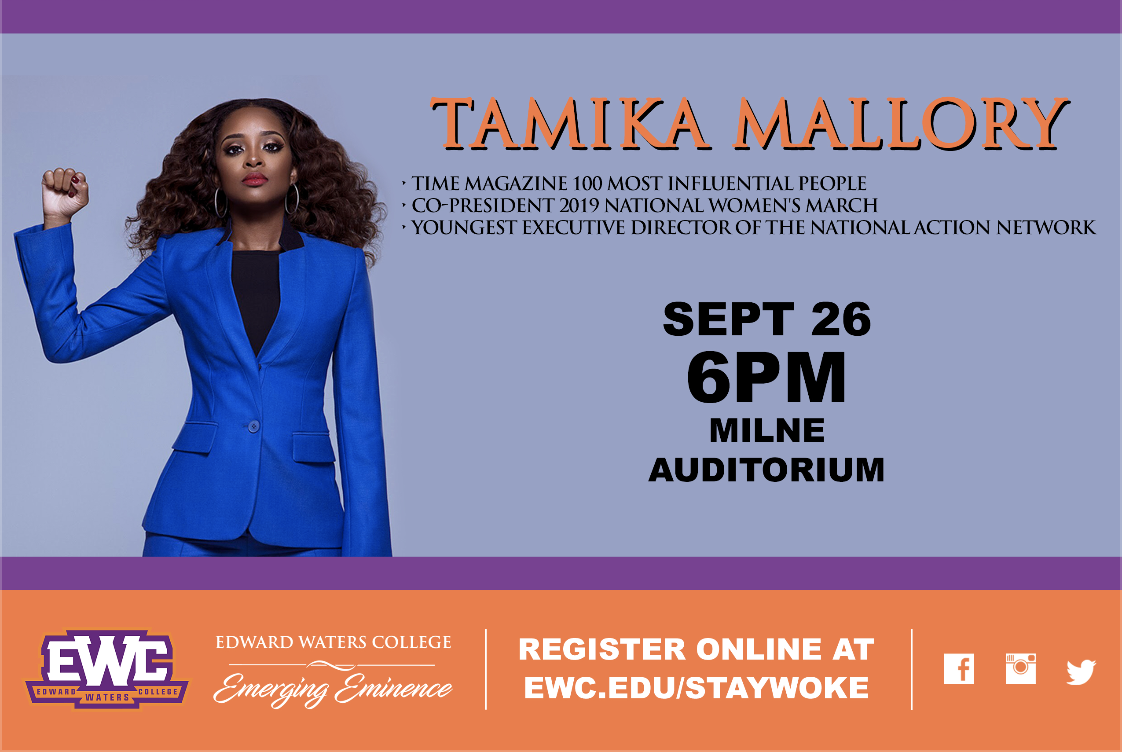 TAMIKA MALLORY
‣ TIME MAGAZINE 100 MOST INFLUENTIAL PEOPLE
‣ CO-PRESIDENT 2019 NATIONAL WOMEN'S MARCH
‣ YOUNGEST EXECUTIVE DIRECTOR OF THE NATIONAL ACTION NETWORK
SEPT 26
6PM
MILNE
AUDITORIUM
EWC
EDWARD WATERS COLLEGE
EDWARD WATERS COLLEGE
Emerging Eminence
REGISTER ONLINE AT
EWC.EDU/STAYWOKE